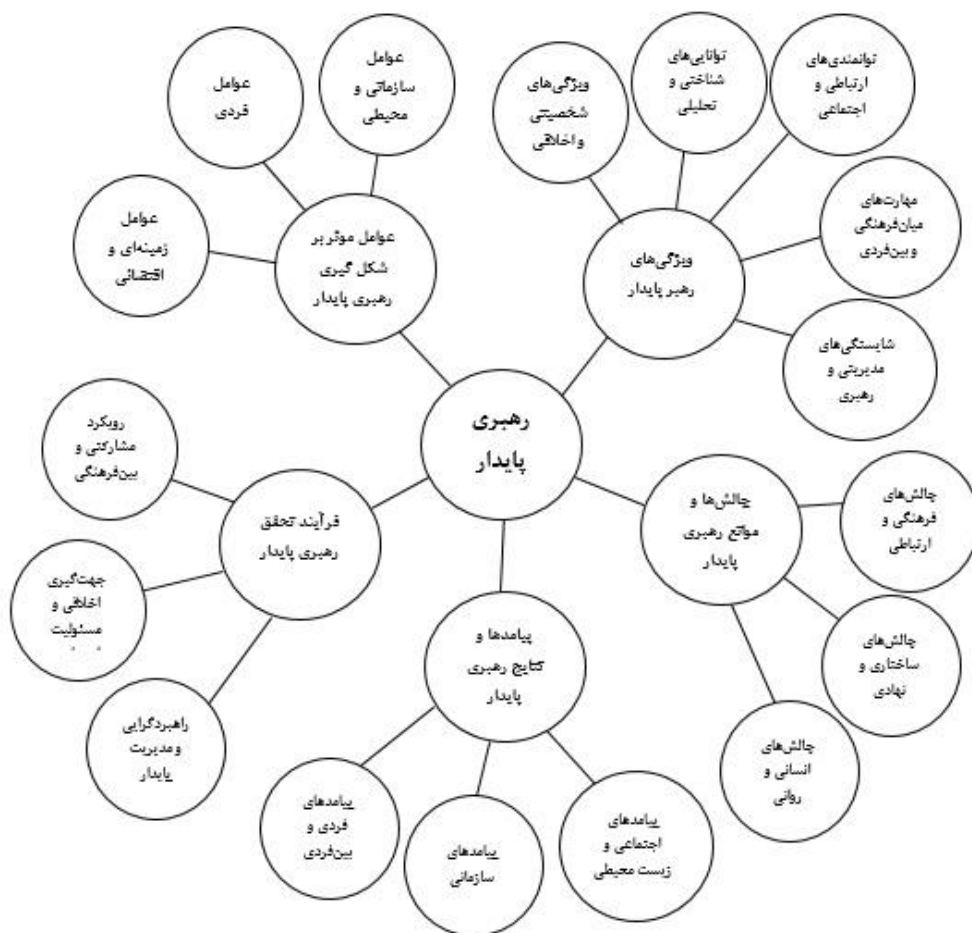 رهبری
پایدار
ویژگی‌های
رهبر پایدار
ویژگی‌های
شخصیتی
و اخلاقی
توانایی‌های
شناختی و
تحلیلی
توانمندی‌های
ارتباطی و
اجتماعی
مهارت‌های
میان‌فرهنگی
و بین‌فردی
شایستگی‌های
مدیریتی و
رهبری
چالش‌ها و
موانع رهبری
پایدار
چالش‌های
فرهنگی و
ارتباطی
چالش‌های
ساختاری و
نهادی
چالش‌های
انسانی و
روانی
پیامدها و
نتایج رهبری
پایدار
پیامدهای
اجتماعی و
زیست محیطی
پیامدهای
سازمانی
پیامدهای
فردی و
بین‌فردی
فرآیند تحقق
رهبری پایدار
راهبردگرایی
و مدیریت
پایدار
جهت‌گیری
اخلاقی و
مسئولیت
رویکرد
مشارکتی و
بین‌فرهنگی
عوامل موثر بر
شکل گیری
رهبری پایدار
عوامل
زمینه‌ای و
اقتضائی
عوامل
فردی
عوامل
سازمانی و
محیطی